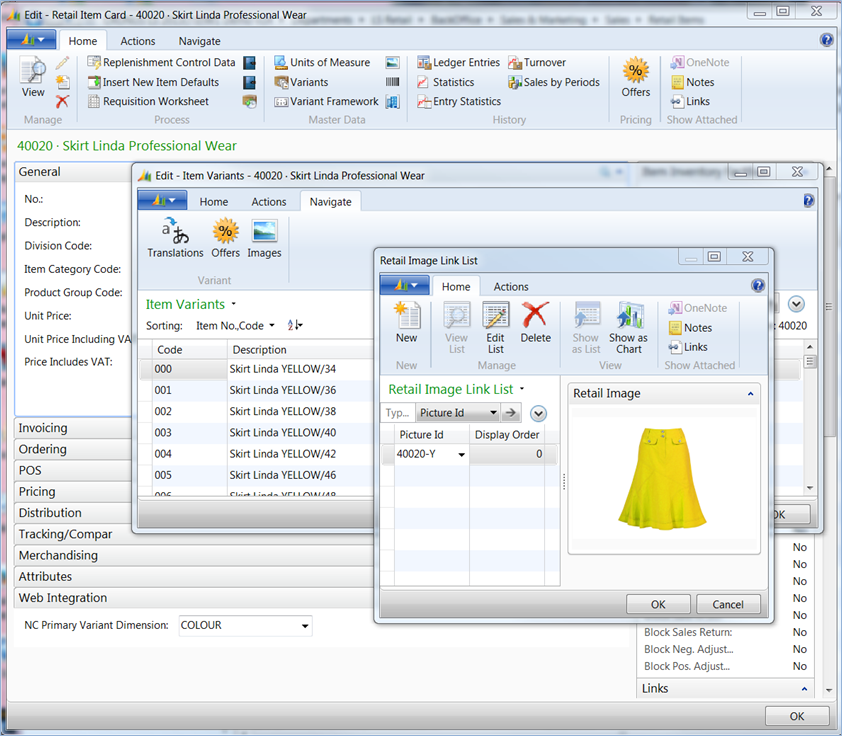 Edit - Retail Item Card - 40020 · Skirt Linda Professional Wear
Home Actions Navigate
View
Manage
Replenishment Control Data
Insert New Item Defaults
Requisition Worksheet
Process
Units of Measure
Variants
Variant Framework
Master Data
Ledger Entries
Statistics
Entry Statistics
Turnover
Sales by Periods
History
Offers
Pricing
OneNote
Notes
Links
Show Attached
40020 · Skirt Linda Professional Wear
General
No.:
Description:
Division Code:
Item Category Code:
Product Group Code:
Unit Price:
Unit Price Including VA
Price Includes VAT:
Invoicing
Ordering
POS
Pricing
Distribution
Tracking/Compar
Merchandising
Attributes
Web Integration
NC Primary Variant Dimension: COLOUR
Edit - Item Variants - 40020 · Skirt Linda Professional Wear
Home Actions Navigate
Translations Offers Images
Variant
Item Variants
Sorting: Item No.,Code
: 40020
Code Description
000 Skirt Linda YELLOW/34
001 Skirt Linda YELLOW/36
002 Skirt Linda YELLOW/38
003 Skirt Linda YELLOW/40
004 Skirt Linda YELLOW/42
005 Skirt Linda YELLOW/46
006 Skirt Linda YELLOW/48
OK
Retail Image Link List
Home Actions
New
New
View List
Edit List
Delete
Manage
Show as List
Show as Chart
View
OneNote
Notes
Links
Show Attached
Retail Image Link List
Typ... Picture Id
Picture Id Display Order
40020-Y 0
Retail Image
OK Cancel
No
No
No
No
No
Block Sales Return: No
Block Neg. Adjust... No
Block Pos. Adjust... No
Links
OK